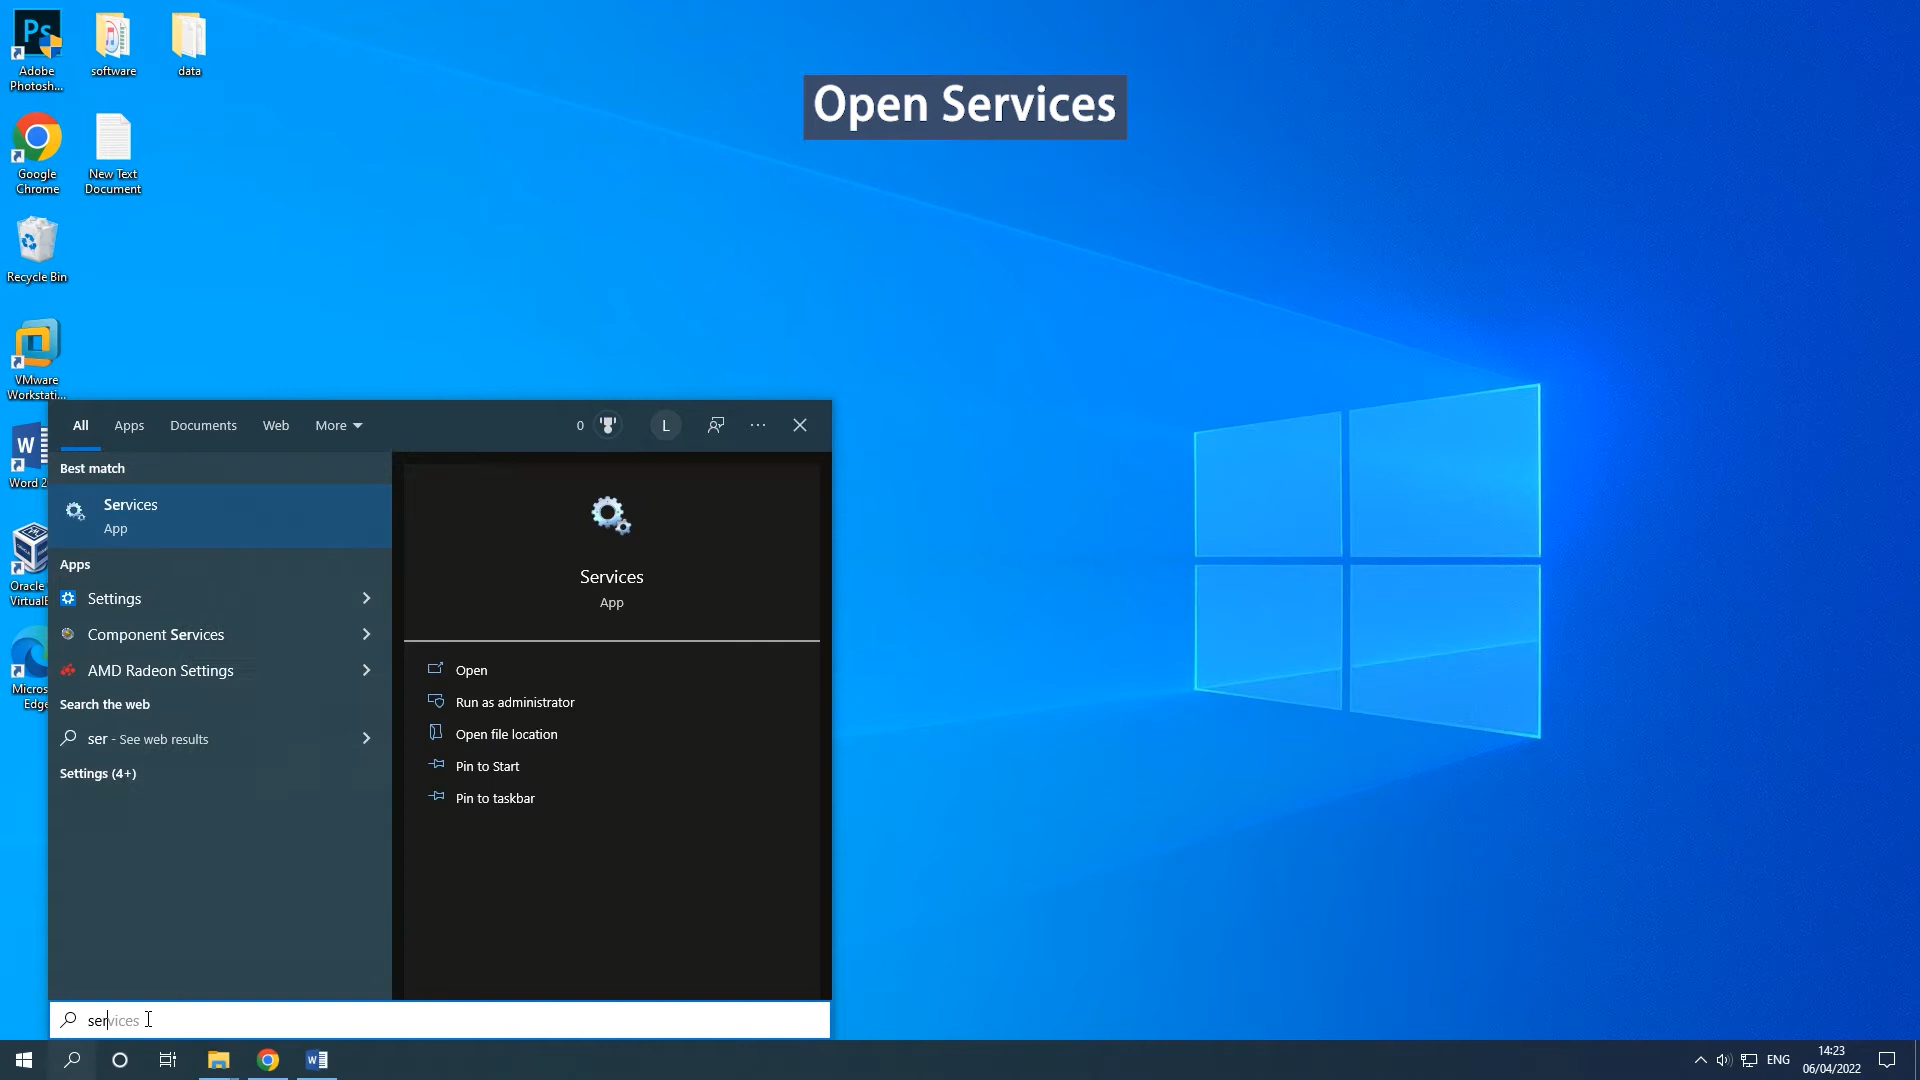 Ps
Adobe
Photosh...
software
data
Open Services
Google
Chrome
New Text
Document
Recycle Bin
VMware
Workstati...
W
Word 2
Oracle
VirtualB
Micros
Edge
All
Apps
Documents
Web
More
0
L
Best match
Services
App
Apps
Settings
Component Services
AMD Radeon Settings
Search the web
ser - See web results
Settings (4+)
Services
App
Open
Run as administrator
Open file location
Pin to Start
Pin to taskbar
services
W
ENG
14:23
06/04/2022